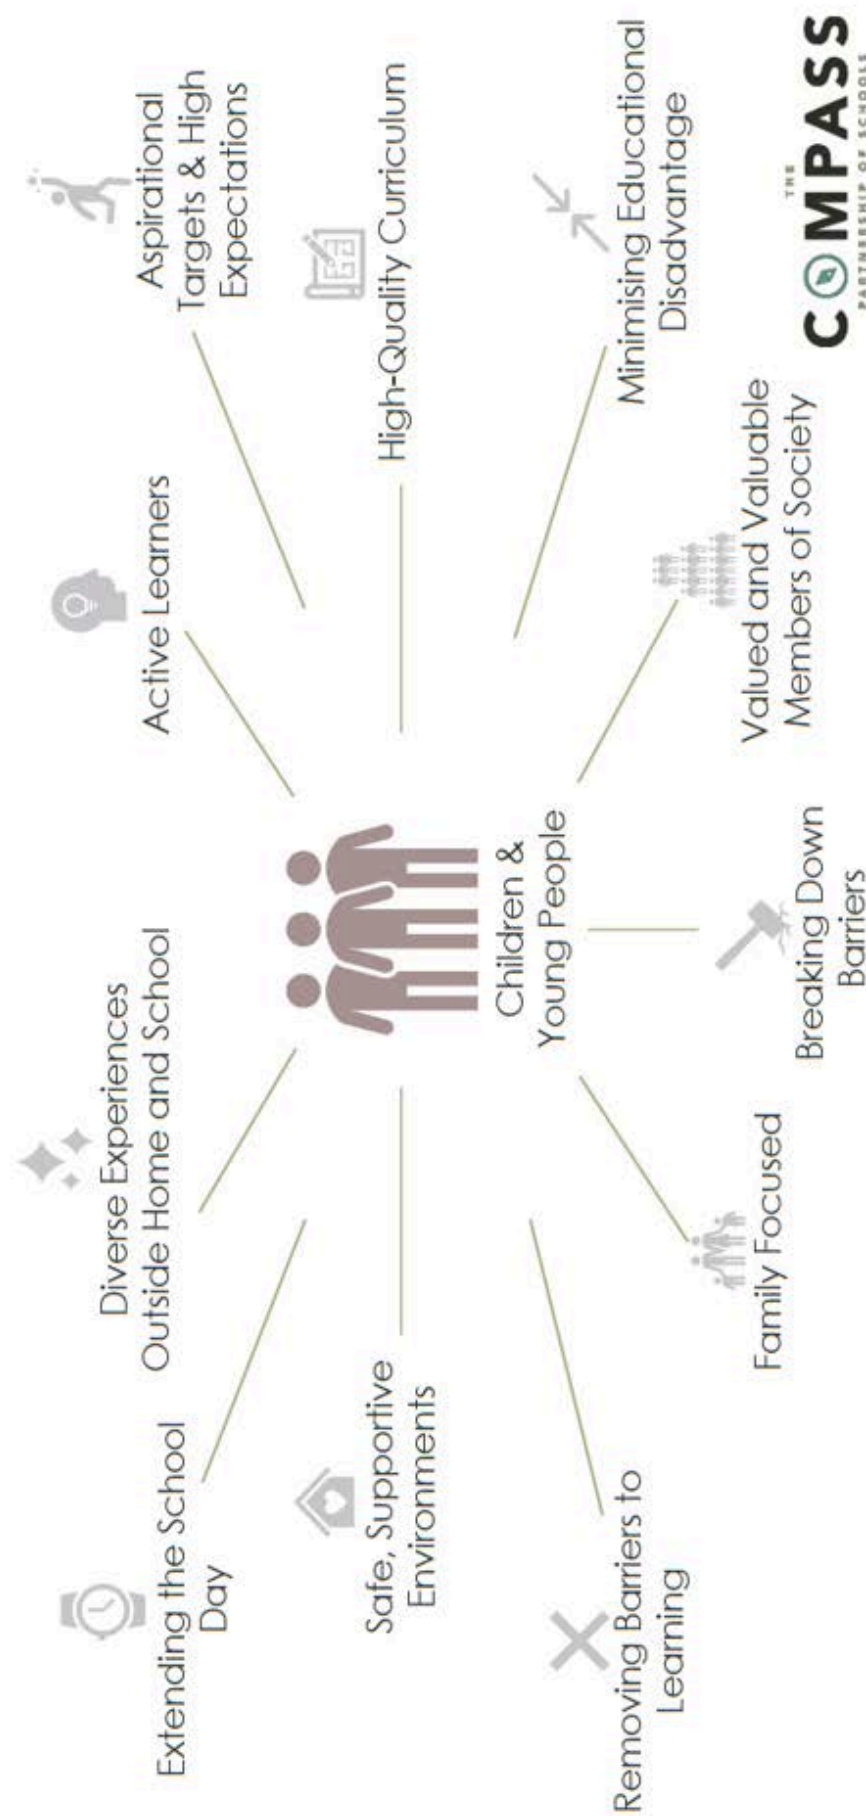 Extending the School
Day
Diverse Experiences
Outside Home and School
Active Learners
Aspirational
Targets & High
Expectations
Safe, Supportive
Environments
Children &
Young People
High-Quality Curriculum
Removing Barriers to
Learning
Family Focused
Breaking Down
Barriers
Valued and Valuable
Members of Society
Minimising Educational
Disadvantage
THE
COMPASS
PARTNERSHIP OF SCHOOLS